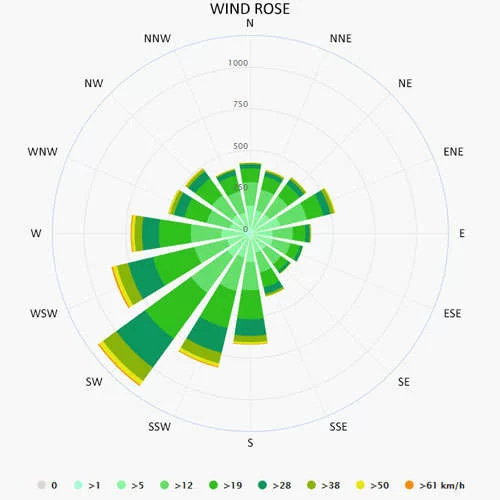 WIND ROSE
N
NNW
NNE
NW
NE
WNW
ENE
W
E
WSW
ESE
SW
SE
SSW
SSE
S
1000
750
500
250
0
0 >1 >5 >12 >19 >28 >38 >50 >61 km/h